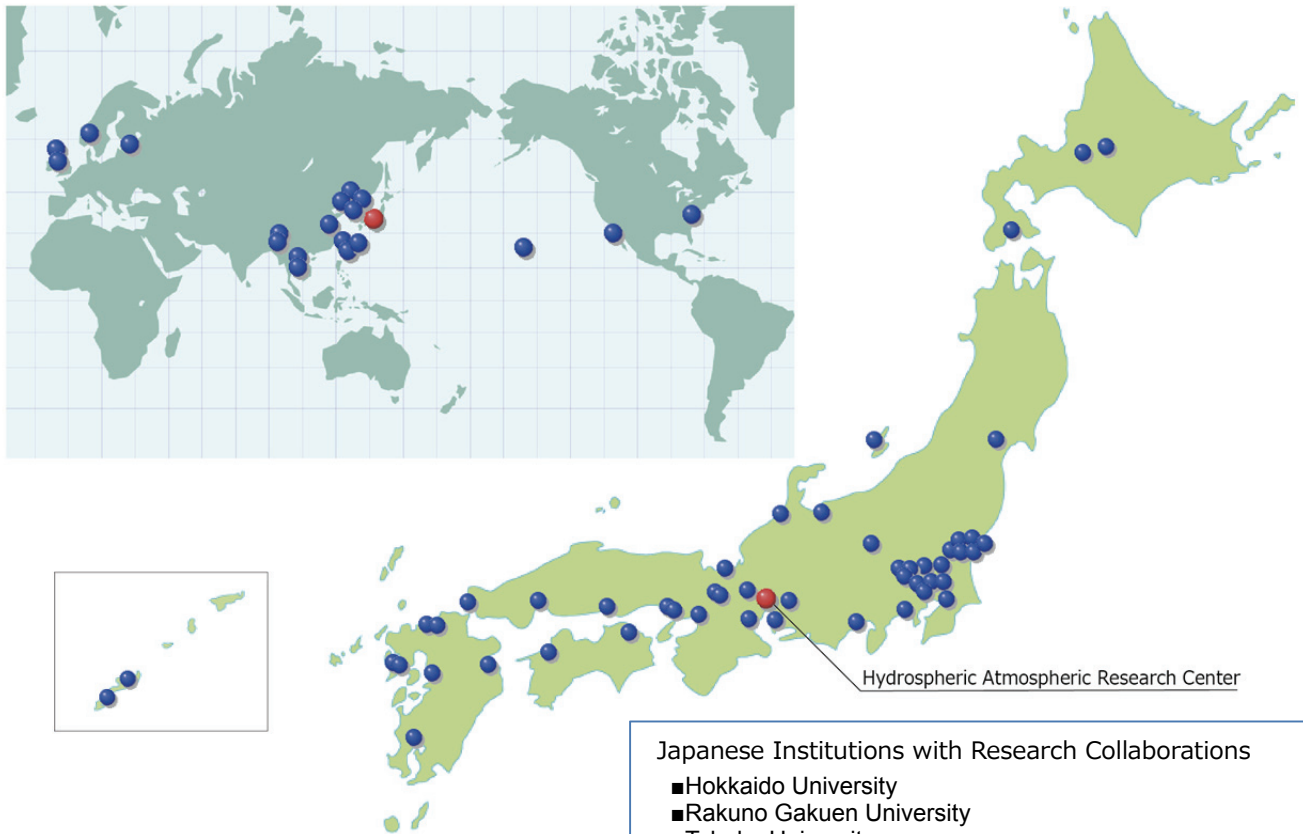 Hydrospheric Atmospheric Research Center
Japanese Institutions with Research Collaborations
■Hokkaido University
■Rakuno Gakuen University